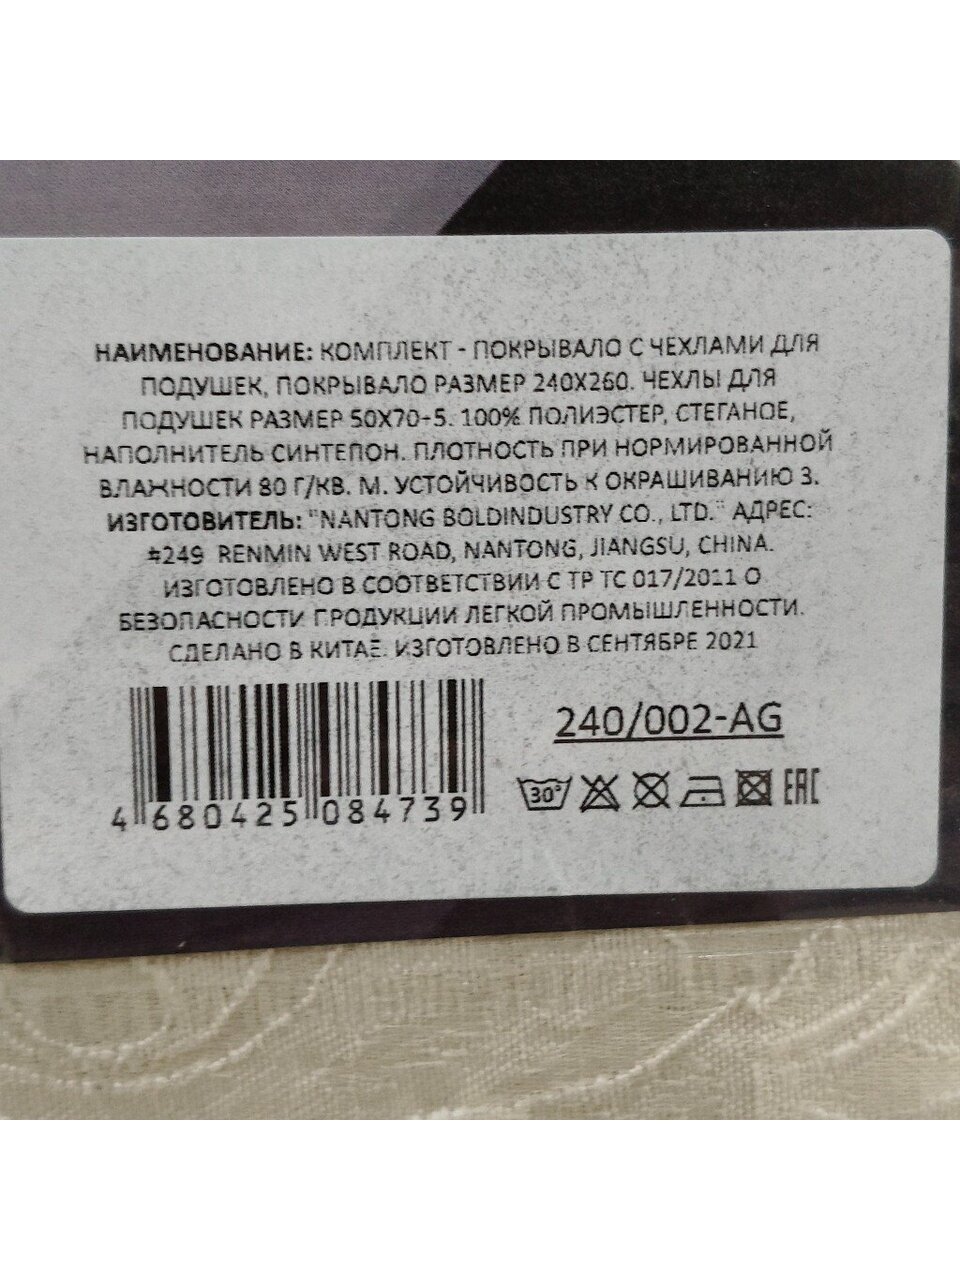 НАИМЕНОВАНИЕ: КОМПЛЕКТ - ПОКРЫВАЛО С ЧЕХЛАМИ ДЛЯ
ПОДУШЕК, ПОКРЫВАЛО РАЗМЕР 240Х260. ЧЕХЛЫ ДЛЯ
ПОДУШЕК РАЗМЕР 50Х70-5. 100% ПОЛИЭСТЕР, СТЕГАНОЕ,
НАПОЛНИТЕЛЬ СИНТЕПОН. ПЛОТНОСТЬ ПРИ НОРМИРОВАННОЙ
ВЛАЖНОСТИ 80 Г/КВ. М. УСТОЙЧИВОСТЬ К ОКРАШИВАНИЮ 3.
ИЗГОТОВИТЕЛЬ: "NANTONG BOLDINDUSTRY CO., LTD." АДРЕС:
#249 RENMIN WEST ROAD, NANTONG, JIANGSU, CHINA.
ИЗГОТОВЛЕНО В СООТВЕТСТВИИ С ТР ТС 017/2011 О
БЕЗОПАСНОСТИ ПРОДУКЦИИ ЛЕГКОЙ ПРОМЫШЛЕННОСТИ.
СДЕЛАНО В КИТАЕ. ИЗГОТОВЛЕНО В СЕНТЯБРЕ 2021
240/002-AG
30° EAC
4 680425 084739